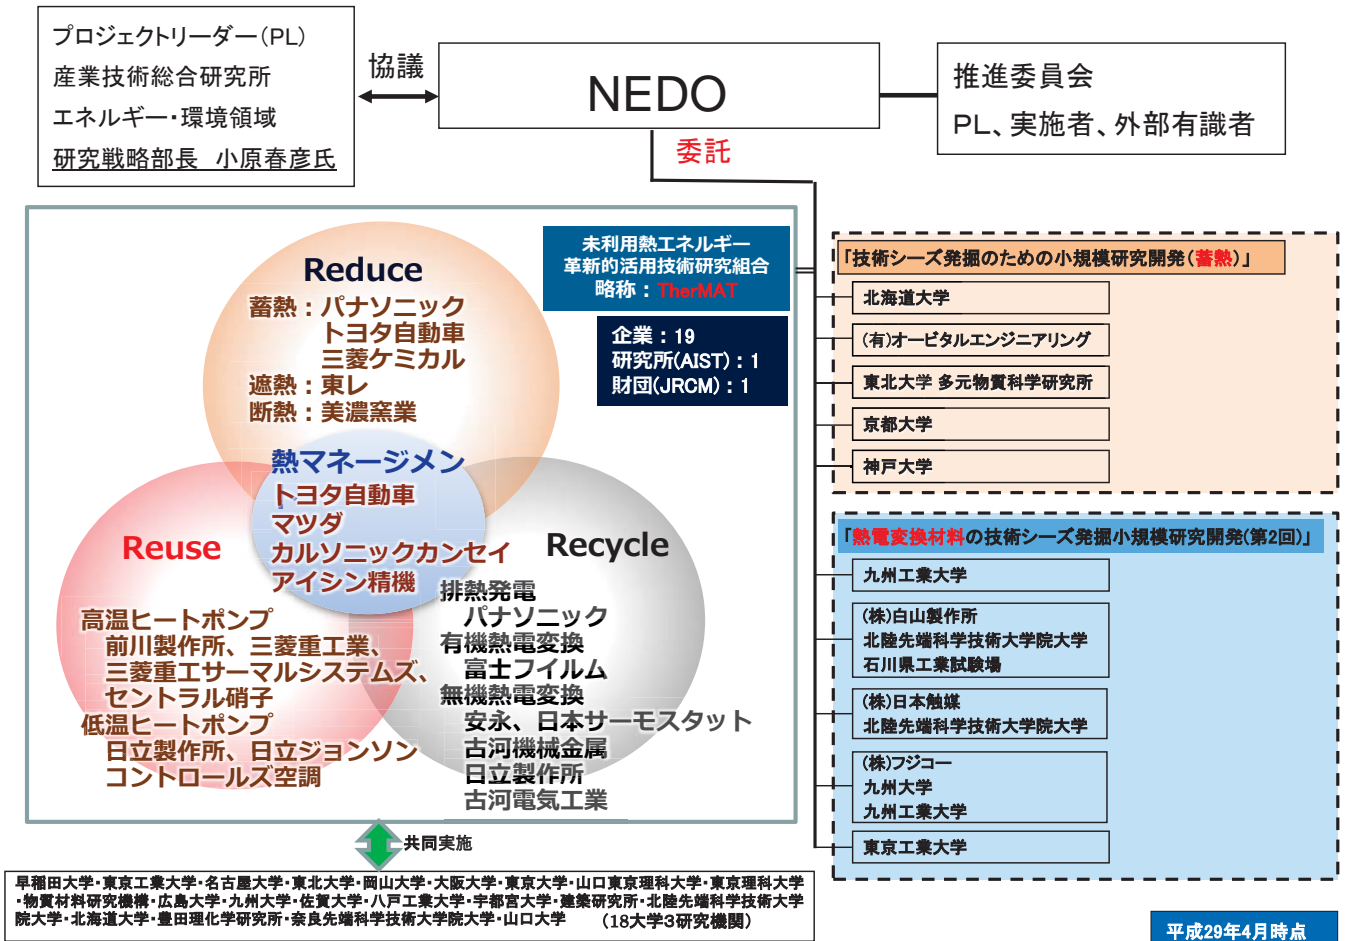 プロジェクトリーダー(PL)
産業技術総合研究所
エネルギー・環境領域
研究戦略部長 小原春彦氏
協議
NEDO
委託
推進委員会
PL、実施者、外部有識者
未利用熱エネルギー
革新的活用技術研究組合
略称：TherMAT
企業：19
研究所(AIST)：1
財団(JRCM)：1
Reduce
蓄熱：パナソニック
トヨタ自動車
三菱ケミカル
遮熱：東レ
断熱：美濃窯業
熱マネージメン
トヨタ自動車
マツダ
カルソニックカンセイ
アイシン精機
Reuse
高温ヒートポンプ
前川製作所、三菱重工業、
三菱重工サーマルシステムズ、
セントラル硝子
低温ヒートポンプ
日立製作所、日立ジョンソン
コントロールズ空調
Recycle
排熱発電
パナソニック
有機熱電変換
富士フイルム
無機熱電変換
安永、日本サーモスタット
古河機械金属
日立製作所
古河電気工業
共同実施
早稲田大学・東京工業大学・名古屋大学・東北大学・岡山大学・大阪大学・東京大学・山口東京理科大学・東京理科大学
・物質材料研究機構・広島大学・九州大学・佐賀大学・八戸工業大学・宇都宮大学・建築研究所・北陸先端科学技術大学
院大学・北海道大学・豊田理化学研究所・奈良先端科学技術大学院大学・山口大学 (18大学3研究機関)
「技術シーズ発掘のための小規模研究開発(蓄熱)」
北海道大学
(有)オービタルエンジニアリング
東北大学 多元物質科学研究所
京都大学
神戸大学
「熱電変換材料の技術シーズ発掘小規模研究開発(第2回)」
九州工業大学
(株)白山製作所
北陸先端科学技術大学院大学
石川県工業試験場
(株)日本触媒
北陸先端科学技術大学院大学
(株)フジコー
九州大学
九州工業大学
東京工業大学
平成29年4月時点